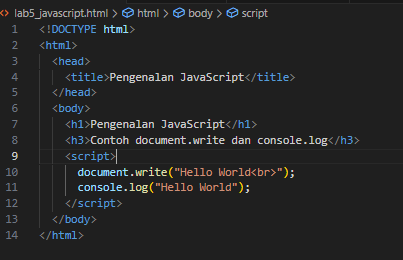 lab5_javascript.html > html > body > script
1 <!DOCTYPE html>
2 <html>
3 <head>
4 <title>Pengenalan JavaScript</title>
5 </head>
6 <body>
7 <h1>Pengenalan JavaScript</h1>
8 <h3>Contoh document.write dan console.log</h3>
9 <script>
10 document.write("Hello World<br>");
11 console.log("Hello World");
12 </script>
13 </body>
14 </html>